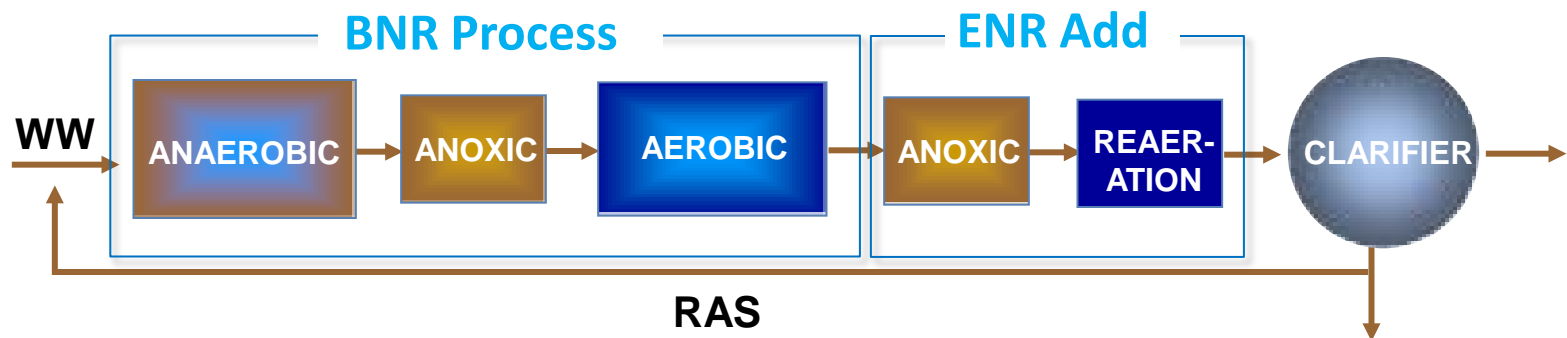 BNR Process
ENR Add
WW
ANAEROBIC
ANOXIC
AEROBIC
ANOXIC
REAER-
ATION
CLARIFIER
RAS